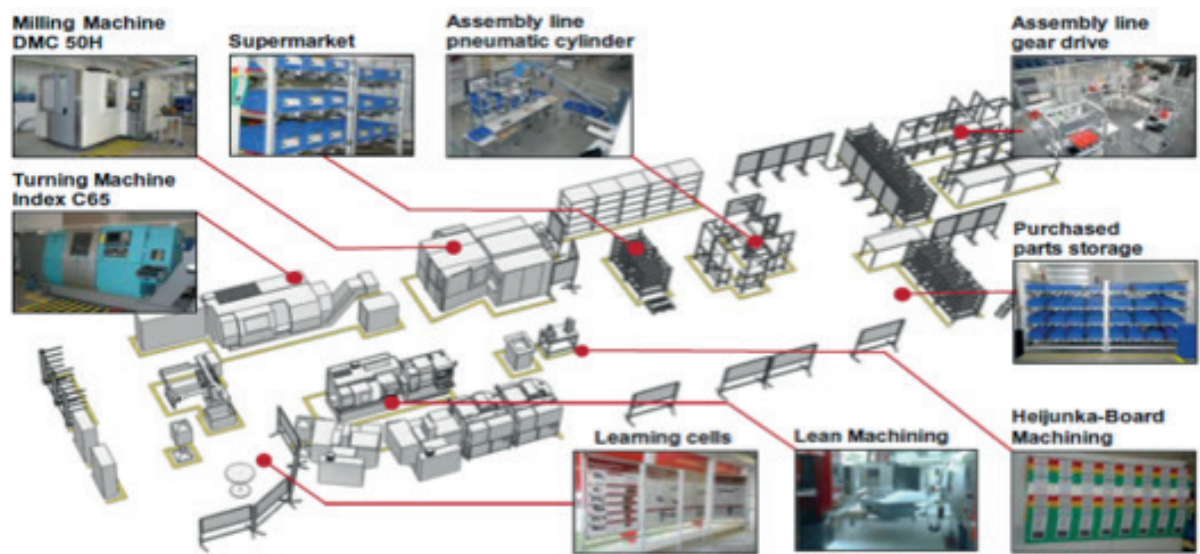 Milling Machine
DMC 50H
Supermarket
Assembly line
pneumatic cylinder
Assembly line
gear drive
Turning Machine
Index C65
Purchased
parts storage
Learning cells
Lean Machining
Heijunka-Board
Machining